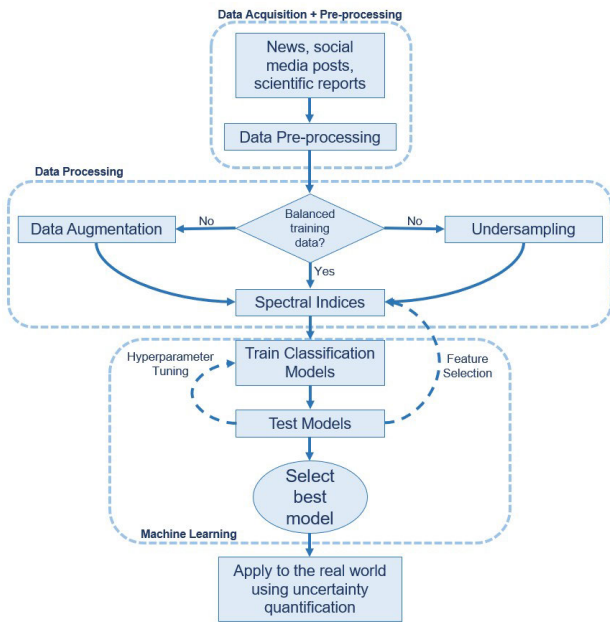 Data Acquisition + Pre-processing
News, social
media posts,
scientific reports
Data Pre-processing
Data Processing
Data Augmentation
No
Balanced
training
data?
No
Undersampling
Yes
Spectral Indices
Hyperparameter
Tuning
Train Classification
Models
Feature
Selection
Test Models
Select
best
model
Machine Learning
Apply to the real world
using uncertainty
quantification